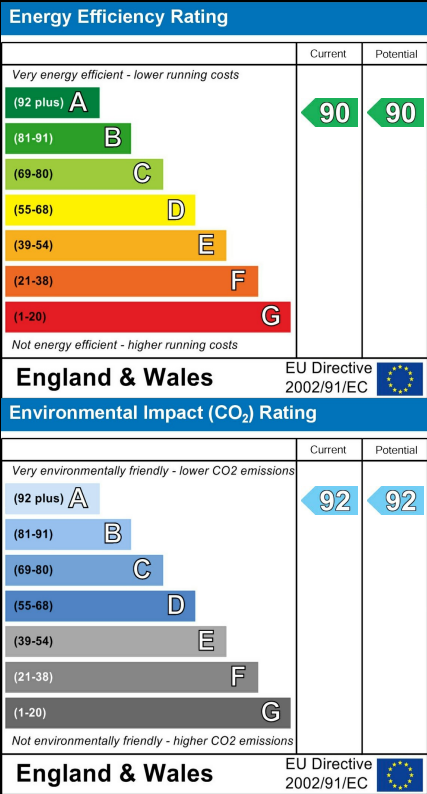 Energy Efficiency Rating
Current Potential
Very energy efficient - lower running costs
(92 plus) A
90 90
(81-91) B
(69-80) C
(55-68) D
(39-54) E
(21-38) F
(1-20) G
Not energy efficient - higher running costs
England & Wales
EU Directive
2002/91/EC
Environmental Impact (CO₂) Rating
Current Potential
Very environmentally friendly - lower CO2 emissions
(92 plus) A
92 92
(81-91) B
(69-80) C
(55-68) D
(39-54) E
(21-38) F
(1-20) G
Not environmentally friendly - higher CO2 emissions
England & Wales
EU Directive
2002/91/EC